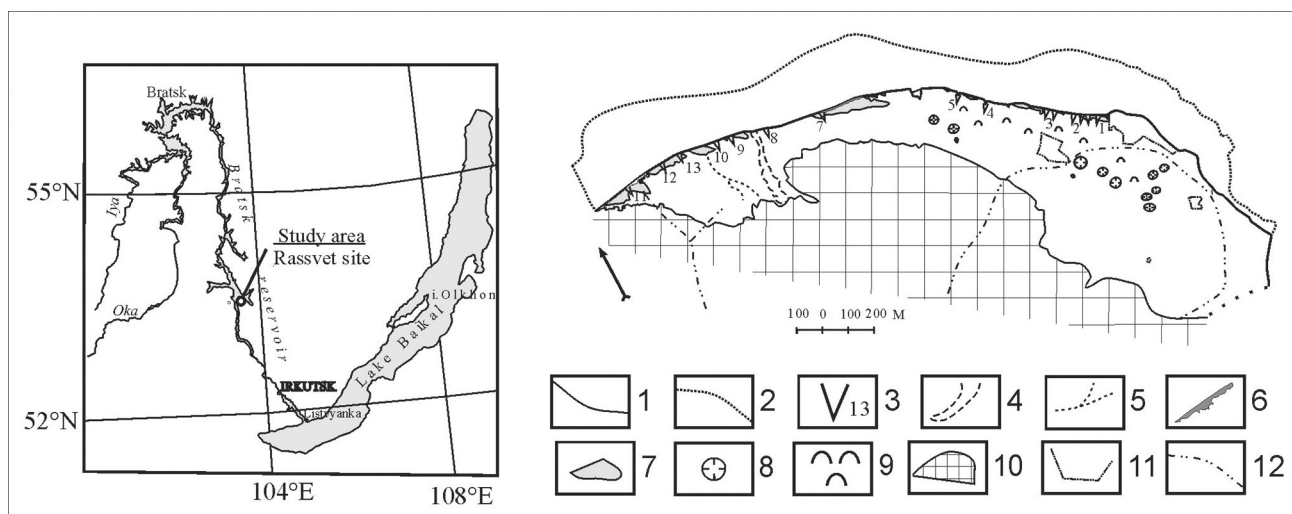 Bratsk
55°N
Iya
Bratsk
Study area
Rassvet site
reservoir
Oka
i.Olkhon
Lake Baikal
IRKUTSK
Listvyanka
52°N
104°E
108°E
5
4
3
2
1
7
8
9
10
13
12
11
100 0 100 200 M
1
2
13
3
4
5
6
7
8
9
10
11
12